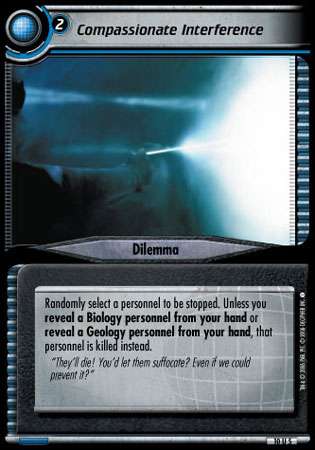 2
Compassionate Interference
Dilemma
Randomly select a personnel to be stopped. Unless you
reveal a Biology personnel from your hand or
reveal a Geology personnel from your hand, that
personnel is killed instead.
"They'll die! You'd let them suffocate? Even if we could
prevent it?"
10 U 5